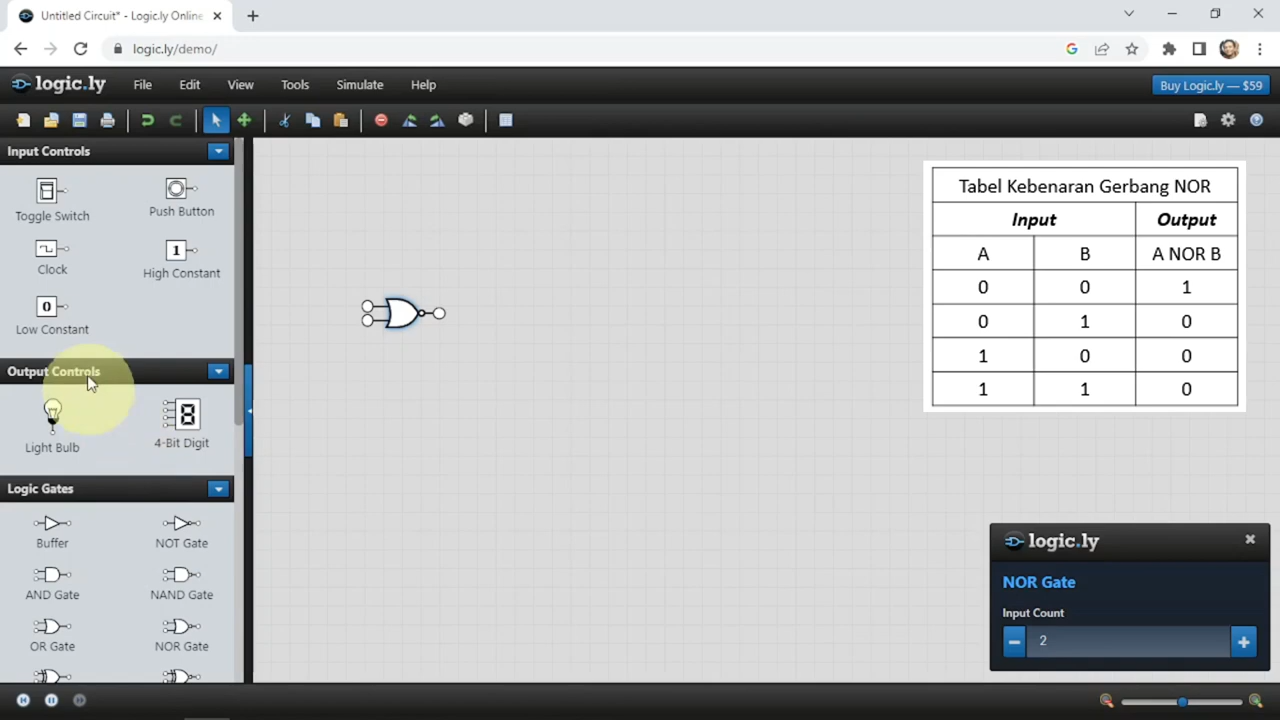 Untitled Circuit* - Logic.ly Online
logic.ly/demo/
logic.ly File Edit View Tools Simulate Help Buy Logic.ly — $59
Input Controls
Toggle Switch Push Button
Clock 1 High Constant
0 Low Constant
Output Controls
Light Bulb 8 4-Bit Digit
Logic Gates
Buffer NOT Gate
AND Gate NAND Gate
OR Gate NOR Gate
Tabel Kebenaran Gerbang NOR
Input Output
A B A NOR B
0 0 1
0 1 0
1 0 0
1 1 0
logic.ly
NOR Gate
Input Count
2